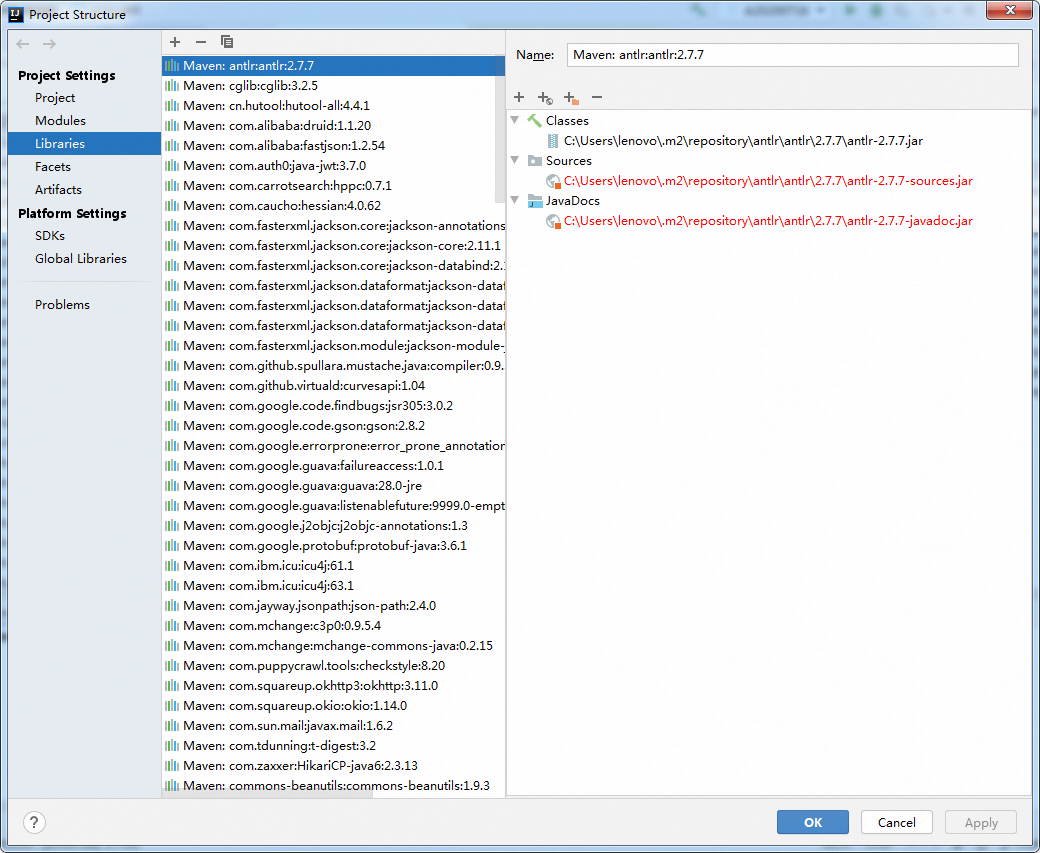 Project Structure
Project Settings
Project
Modules
Libraries
Facets
Artifacts
Platform Settings
SDKs
Global Libraries
Problems
Maven: antlr:antlr:2.7.7
Maven: cglib:cglib:3.2.5
Maven: cn.hutool:hutool-all:4.4.1
Maven: com.alibaba:druid:1.1.20
Maven: com.alibaba:fastjson:1.2.54
Maven: com.auth0:java-jwt:3.7.0
Maven: com.carrotsearch:hppc:0.7.1
Maven: com.caucho:hessian:4.0.62
Maven: com.fasterxml.jackson.core:jackson-annotations
Maven: com.fasterxml.jackson.core:jackson-core:2.11.1
Maven: com.fasterxml.jackson.core:jackson-databind:2.
Maven: com.fasterxml.jackson.dataformat:jackson-dataf
Maven: com.fasterxml.jackson.dataformat:jackson-dataf
Maven: com.fasterxml.jackson.dataformat:jackson-dataf
Maven: com.fasterxml.jackson.module:jackson-module-
Maven: com.github.spullara.mustache.java:compiler:0.9.
Maven: com.github.virtuald:curvesapi:1.04
Maven: com.google.code.findbugs:jsr305:3.0.2
Maven: com.google.code.gson:gson:2.8.2
Maven: com.google.errorprone:error_prone_annotation
Maven: com.google.guava:failureaccess:1.0.1
Maven: com.google.guava:guava:28.0-jre
Maven: com.google.guava:listenablefuture:9999.0-empt
Maven: com.google.j2objc:j2objc-annotations:1.3
Maven: com.google.protobuf:protobuf-java:3.6.1
Maven: com.ibm.icu:icu4j:61.1
Maven: com.ibm.icu:icu4j:63.1
Maven: com.jayway.jsonpath:json-path:2.4.0
Maven: com.mchange:c3p0:0.9.5.4
Maven: com.mchange:mchange-commons-java:0.2.15
Maven: com.puppycrawl.tools:checkstyle:8.20
Maven: com.squareup.okhttp3:okhttp:3.11.0
Maven: com.squareup.okio:okio:1.14.0
Maven: com.sun.mail:javax.mail:1.6.2
Maven: com.tdunning:t-digest:3.2
Maven: com.zaxxer:HikariCP-java6:2.3.13
Maven: commons-beanutils:commons-beanutils:1.9.3
Name: Maven: antlr:antlr:2.7.7
Classes
C:\Users\lenovo\.m2\repository\antlr\antlr\2.7.7\antlr-2.7.7.jar
Sources
C:\Users\lenovo\.m2\repository\antlr\antlr\2.7.7\antlr-2.7.7-sources.jar
JavaDocs
C:\Users\lenovo\.m2\repository\antlr\antlr\2.7.7\antlr-2.7.7-javadoc.jar
?
OK
Cancel
Apply